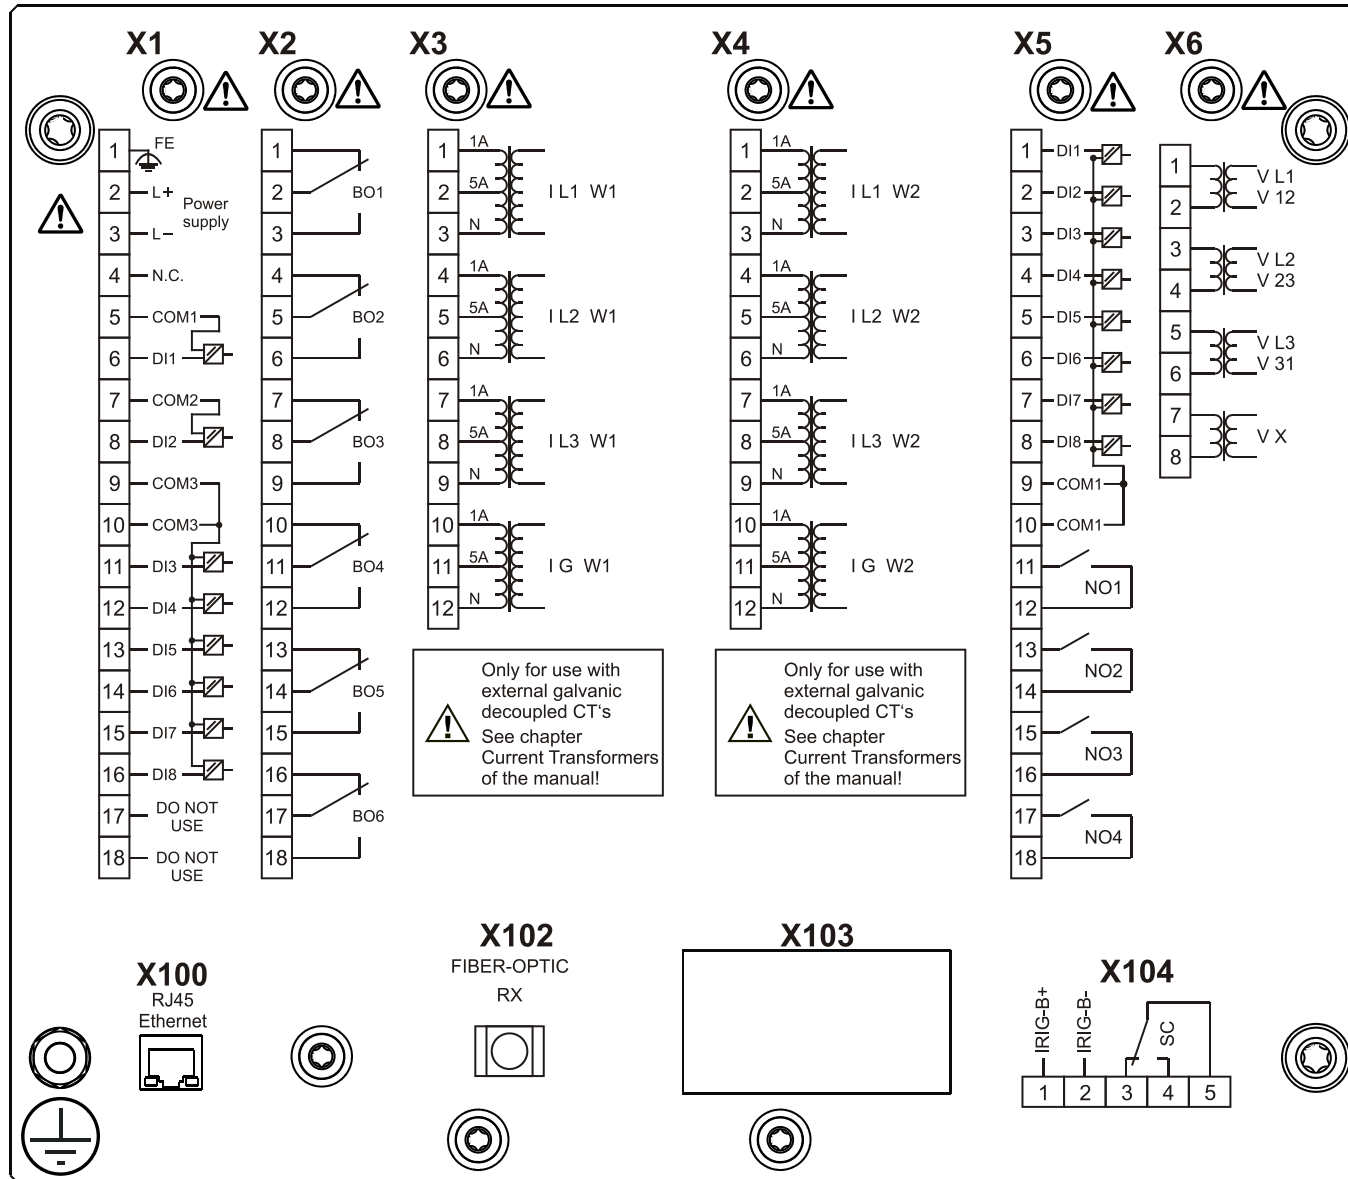 X1
1 FE
2 L+ Power
3 L– supply
4 N.C.
5 COM1
6 DI1
7 COM2
8 DI2
9 COM3
10 COM3
11 DI3
12 DI4
13 DI5
14 DI6
15 DI7
16 DI8
17 DO NOT
USE
18 DO NOT
USE
X2
1
2 BO1
3
4
5 BO2
6
7
8 BO3
9
10
11 BO4
12
13
14 BO5
15
16
17 BO6
18
X3
1 1A
2 5A I L1 W1
3 N
4 1A
5 5A I L2 W1
6 N
7 1A
8 5A I L3 W1
9 N
10 1A
11 5A I G W1
12 N
Only for use with
external galvanic
decoupled CT‘s
See chapter
Current Transformers
of the manual!
X4
1 1A
2 5A I L1 W2
3 N
4 1A
5 5A I L2 W2
6 N
7 1A
8 5A I L3 W2
9 N
10 1A
11 5A I G W2
12 N
Only for use with
external galvanic
decoupled CT‘s
See chapter
Current Transformers
of the manual!
X5
1 DI1
2 DI2
3 DI3
4 DI4
5 DI5
6 DI6
7 DI7
8 DI8
9 COM1
10 COM1
11
NO1
12
13
NO2
14
15
NO3
16
17
NO4
18
X6
1 V L1
2 V 12
3 V L2
4 V 23
5 V L3
6 V 31
7
V X
8
X100
RJ45
Ethernet
X102
FIBER-OPTIC
RX
X103
X104
IRIG-B+
IRIG-B-
SC
1 2 3 4 5